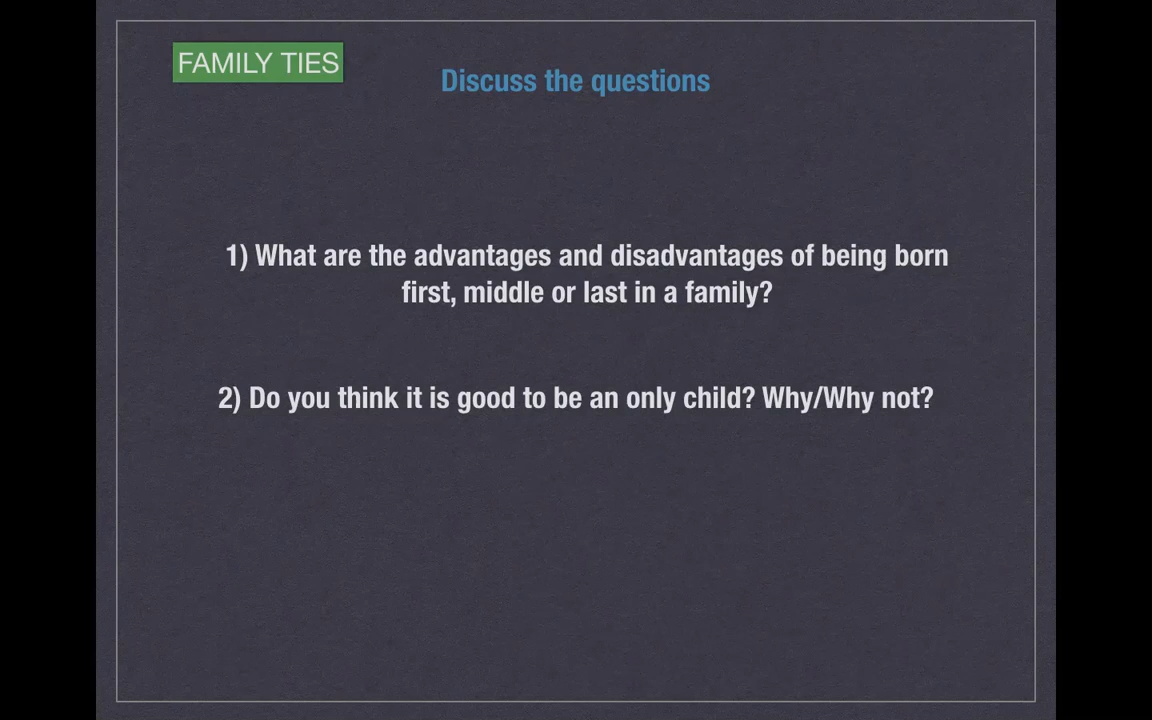 FAMILY TIES
Discuss the questions
1) What are the advantages and disadvantages of being born
first, middle or last in a family?
2) Do you think it is good to be an only child? Why/Why not?